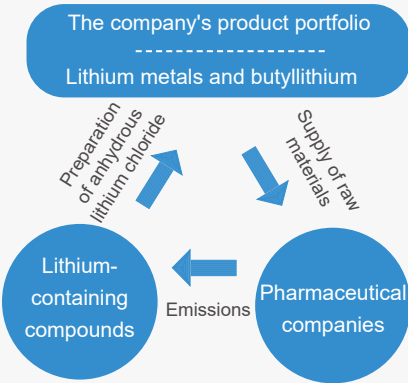 The company's product portfolio
Lithium metals and butyllithium
Preparation
of anhydrous
lithium chloride
Supply of raw
materials
Lithium-
containing
compounds
Emissions
Pharmaceutical
companies